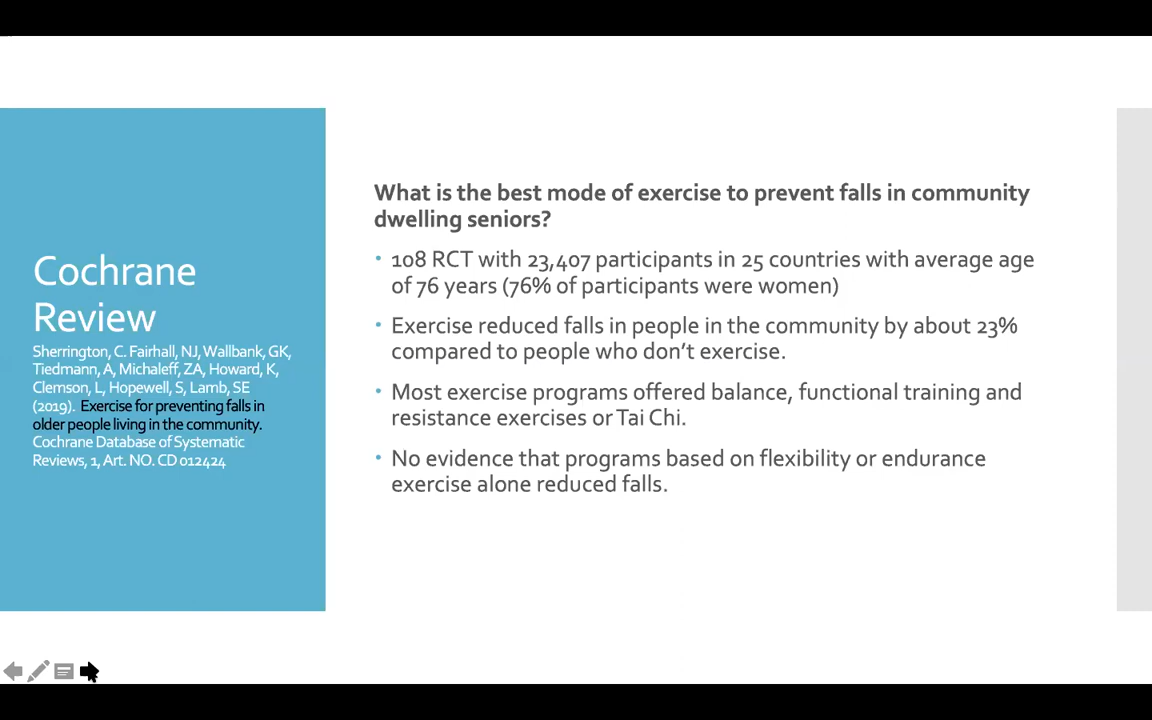 Cochrane
Review
Sherrington, C. Fairhall, NJ, Wallbank, GK,
Tiedmann, A, Michaleff, ZA, Howard, K,
Clemson, L, Hopewell, S, Lamb, SE
(2019). Exercise for preventing falls in
older people living in the community.
Cochrane Database of Systematic
Reviews, 1, Art. NO. CD 012424
What is the best mode of exercise to prevent falls in community
dwelling seniors?
• 108 RCT with 23,407 participants in 25 countries with average age
of 76 years (76% of participants were women)
• Exercise reduced falls in people in the community by about 23%
compared to people who don't exercise.
• Most exercise programs offered balance, functional training and
resistance exercises or Tai Chi.
• No evidence that programs based on flexibility or endurance
exercise alone reduced falls.